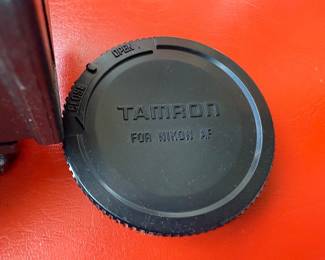 OPEN
CLOSE
TAMRON
FOR NIKON AF